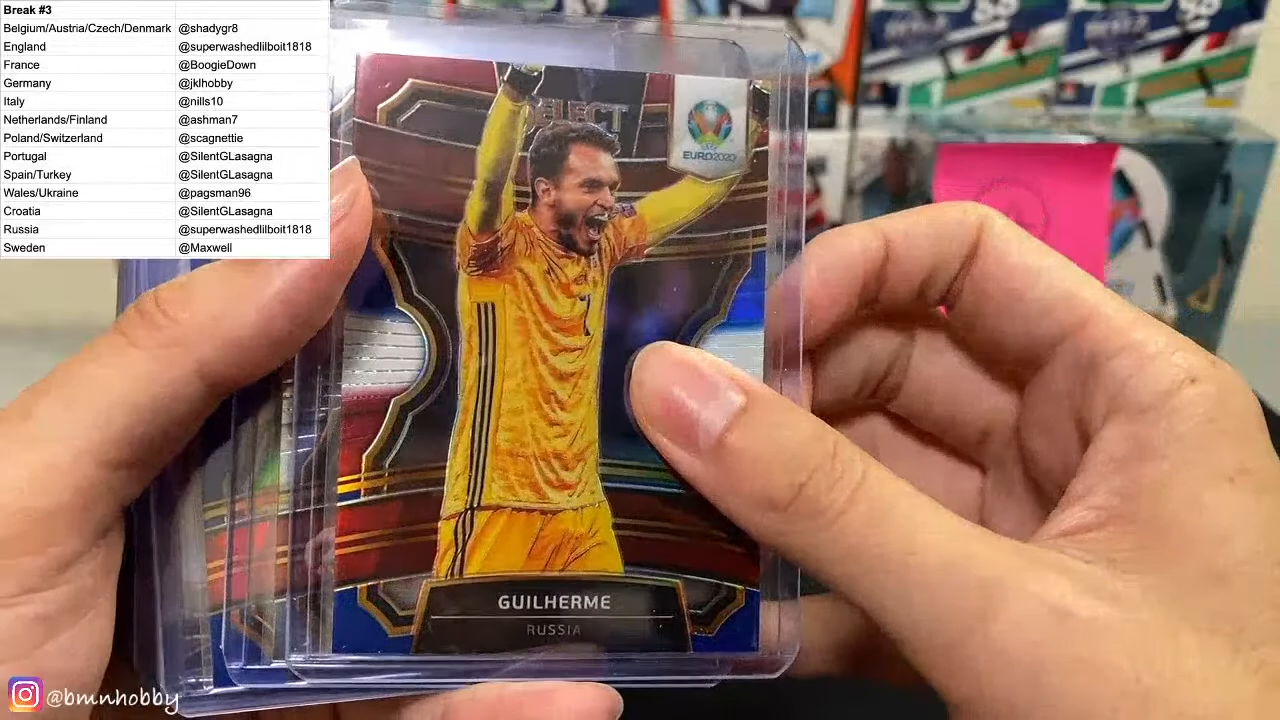 Break #3
Belgium/Austria/Czech/Denmark @shadygr8
England @superwashedlilboit1818
France @BoogieDown
Germany @jklhobby
Italy @nills10
Netherlands/Finland @ashman7
Poland/Switzerland @scagnettie
Portugal @SilentGLasagna
Spain/Turkey @SilentGLasagna
Wales/Ukraine @pagsman96
Croatia @SilentGLasagna
Russia @superwashedlilboit1818
Sweden @Maxwell
EURO2020
GUILHERME
RUSSIA
@bmnhobby